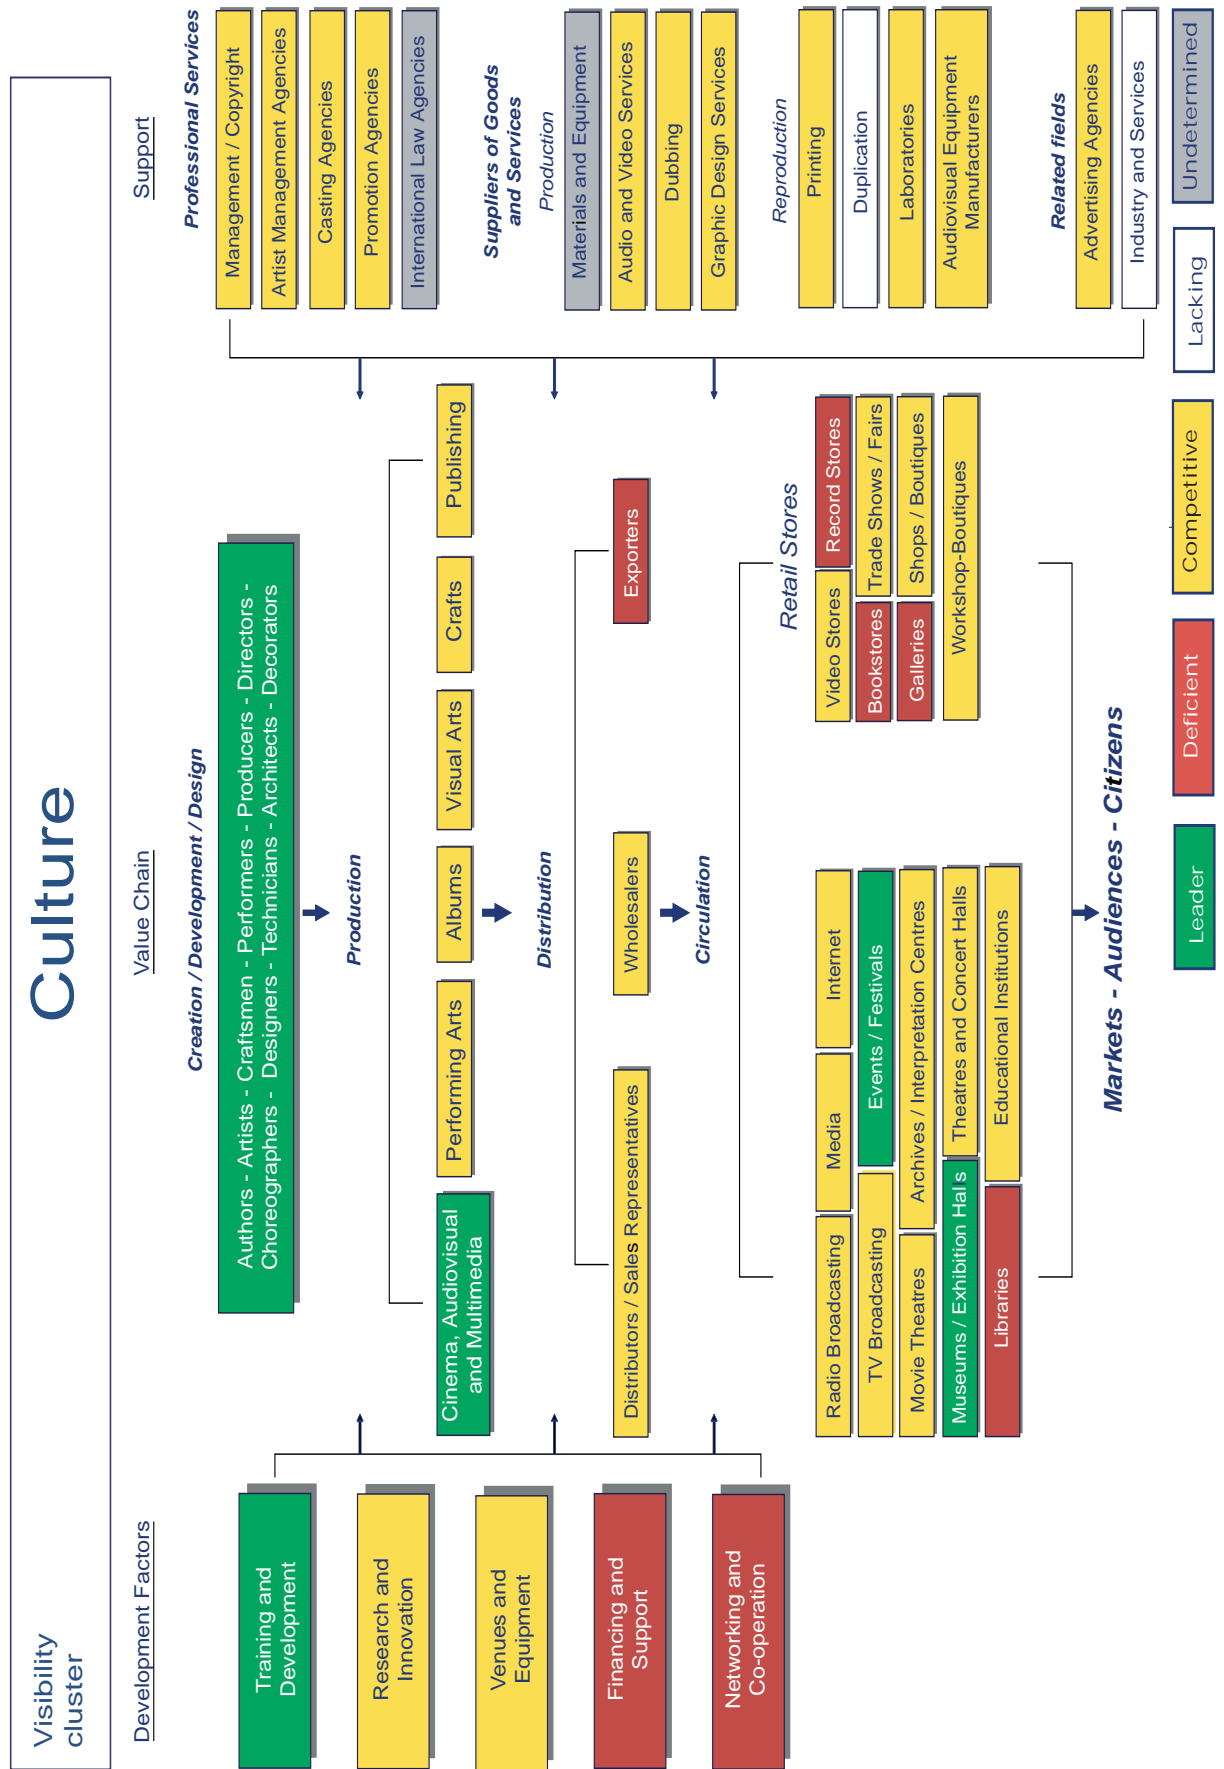 Visibility
cluster
Culture
Development Factors
Value Chain
Support
Training and
Development
Research and
Innovation
Venues and
Equipment
Financing and
Support
Networking and
Co-operation
Creation / Development / Design
Authors - Artists - Craftsmen - Performers - Producers - Directors -
Choreographers - Designers - Technicians - Architects - Decorators
Production
Cinema, Audiovisual
and Multimedia
Performing Arts
Albums
Visual Arts
Crafts
Publishing
Distribution
Distributors / Sales Representatives
Wholesalers
Exporters
Circulation
Radio Broadcasting
Media
Internet
TV Broadcasting
Events / Festivals
Movie Theatres
Archives / Interpretation Centres
Museums / Exhibition Halls
Theatres and Concert Halls
Libraries
Educational Institutions
Retail Stores
Video Stores
Record Stores
Bookstores
Trade Shows / Fairs
Galleries
Shops / Boutiques
Workshop-Boutiques
Markets - Audiences - Citizens
Professional Services
Management / Copyright
Artist Management Agencies
Casting Agencies
Promotion Agencies
International Law Agencies
Suppliers of Goods
and Services
Production
Materials and Equipment
Audio and Video Services
Dubbing
Graphic Design Services
Reproduction
Printing
Duplication
Laboratories
Audiovisual Equipment
Manufacturers
Related fields
Advertising Agencies
Industry and Services
Leader
Deficient
Competitive
Lacking
Undetermined